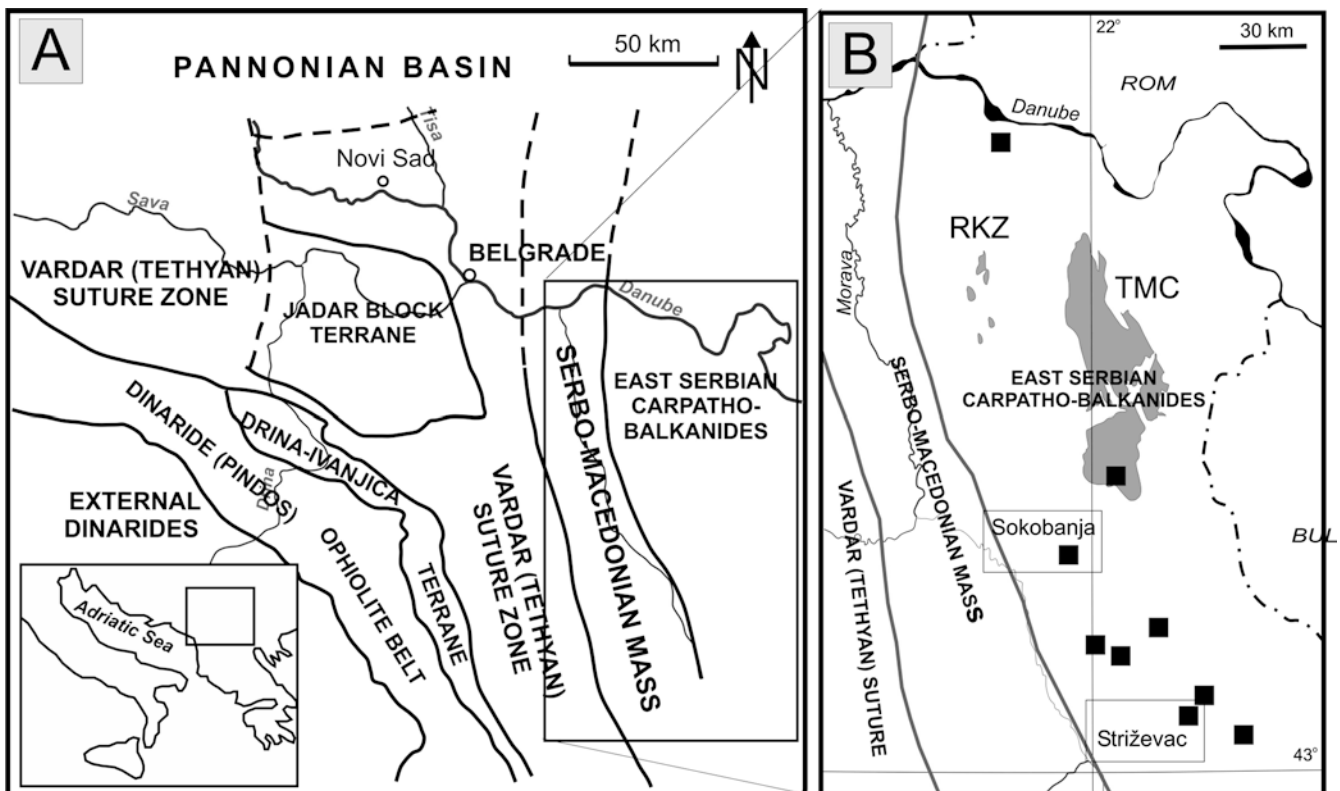 A
50 km
N
PANNONIAN BASIN
Tisa
Novi Sad
Sava
BELGRADE
VARDAR (TETHYAN)
SUTURE ZONE
JADAR BLOCK
TERRANE
Danube
EAST SERBIAN
CARPATHO-
BALKANIDES
SERBO-MACEDONIAN MASS
DINARIDE (PINDOS)
OPHIOLITE BELT
DRINA-IVANJICA
TERRANE
Drina
EXTERNAL
DINARIDES
VARDAR (TETHYAN)
SUTURE ZONE
Adriatic Sea
B
22°
30 km
ROM
Danube
RKZ
TMC
Morava
EAST SERBIAN
CARPATHO-BALKANIDES
SERBO-MACEDONIAN MASS
VARDAR (TETHYAN) SUTURE
Sokobanja
BUL
Striževac
43°